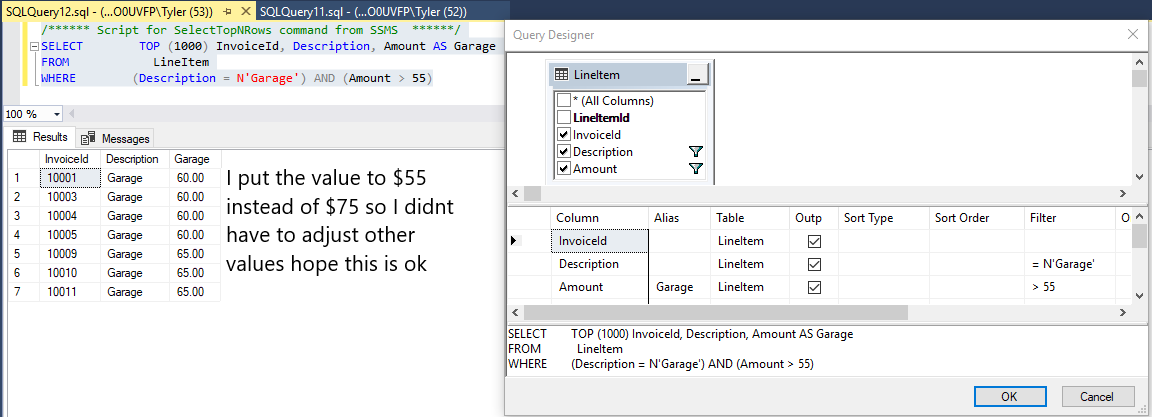 SQLQuery12.sql - (...O0UVFP\Tyler (53))* SQLQuery11.sql - (...O0UVFP\Tyler (52))
/****** Script for SelectTopNRows command from SSMS ******/
SELECT TOP (1000) InvoiceId, Description, Amount AS Garage
FROM LineItem
WHERE (Description = N'Garage') AND (Amount > 55)
100 %
Results Messages
InvoiceId Description Garage
1 10001 Garage 60.00
2 10003 Garage 60.00
3 10004 Garage 60.00
4 10005 Garage 60.00
5 10009 Garage 65.00
6 10010 Garage 65.00
7 10011 Garage 65.00
I put the value to $55
instead of $75 so I didnt
have to adjust other
values hope this is ok
Query Designer
LineItem
* (All Columns)
LineItemId
InvoiceId
Description
Amount
Column Alias Table Outp Sort Type Sort Order Filter O
InvoiceId LineItem
Description LineItem = N'Garage'
Amount Garage LineItem > 55
SELECT TOP (1000) InvoiceId, Description, Amount AS Garage
FROM LineItem
WHERE (Description = N'Garage') AND (Amount > 55)
OK Cancel